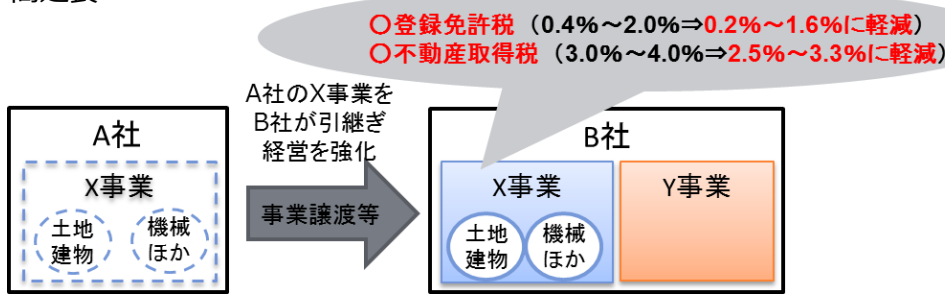 〇登録免許税（0.4%～2.0%⇒0.2%～1.6%に軽減）
〇不動産取得税（3.0%～4.0%⇒2.5%～3.3%に軽減）
A社のX事業を
B社が引継ぎ
経営を強化
事業譲渡等
A社
X事業
土地
建物
機械
ほか
B社
X事業
土地
建物
機械
ほか
Y事業